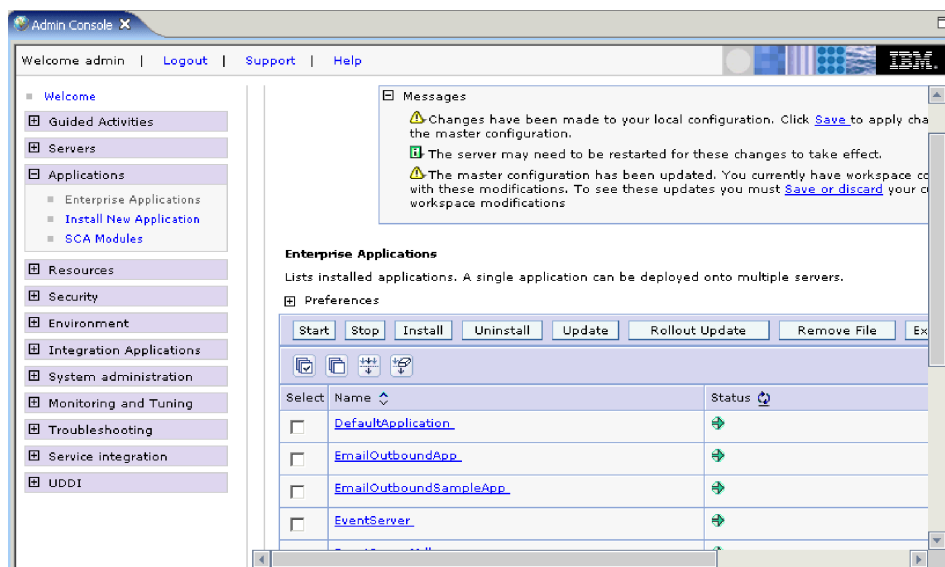 Admin Console
Welcome admin | Logout | Support | Help
IBM.
Welcome
Guided Activities
Servers
Applications
Enterprise Applications
Install New Application
SCA Modules
Resources
Security
Environment
Integration Applications
System administration
Monitoring and Tuning
Troubleshooting
Service integration
UDDI
Messages
Changes have been made to your local configuration. Click Save to apply cha
the master configuration.
The server may need to be restarted for these changes to take effect.
The master configuration has been updated. You currently have workspace co
with these modifications. To see these updates you must Save or discard your c
workspace modifications
Enterprise Applications
Lists installed applications. A single application can be deployed onto multiple servers.
Preferences
Start Stop Install Uninstall Update Rollout Update Remove File Ex
Select Name Status
DefaultApplication
EmailOutboundApp
EmailOutboundSampleApp
EventServer